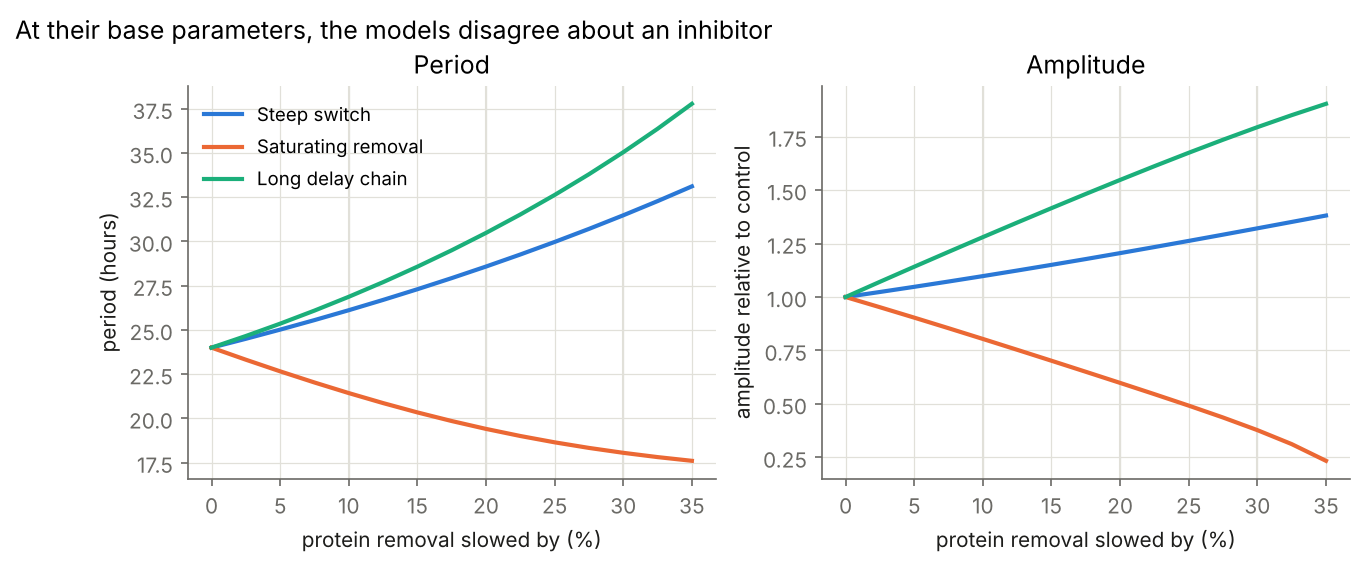 At their base parameters, the models disagree about an inhibitor
Period
period (hours)
37.5
35.0
32.5
30.0
27.5
25.0
22.5
20.0
17.5
Steep switch
Saturating removal
Long delay chain
0 5 10 15 20 25 30 35
protein removal slowed by (%)
Amplitude
amplitude relative to control
1.75
1.50
1.25
1.00
0.75
0.50
0.25
0 5 10 15 20 25 30 35
protein removal slowed by (%)